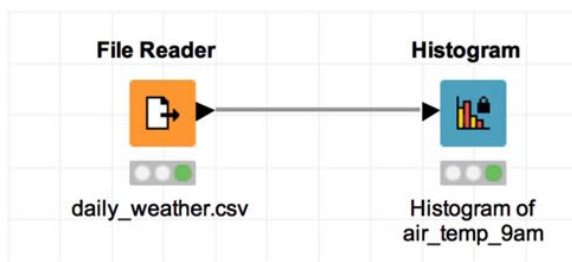 File Reader
Histogram
daily_weather.csv
Histogram of
air_temp_9am